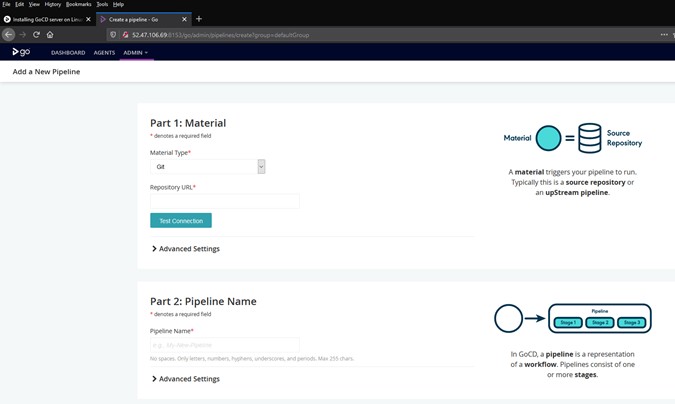 File Edit View History Bookmarks Tools Help
Installing GoCD server on Linu
Create a pipeline - Go
52.47.106.69:8153/go/admin/pipelines/create?group=defaultGroup
go DASHBOARD AGENTS ADMIN
Add a New Pipeline
Part 1: Material
* denotes a required field
Material Type*
Git
Repository URL*
Test Connection
Advanced Settings
Material = Source Repository
A material triggers your pipeline to run.
Typically this is a source repository or
an upStream pipeline.
Part 2: Pipeline Name
* denotes a required field
Pipeline Name*
e.g., My-New-Pipeline
No spaces. Only letters, numbers, hyphens, underscores, and periods. Max 255 chars.
Advanced Settings
Pipeline
Stage 1 Stage 2 Stage 3
In GoCD, a pipeline is a representation
of a workflow. Pipelines consist of one
or more stages.